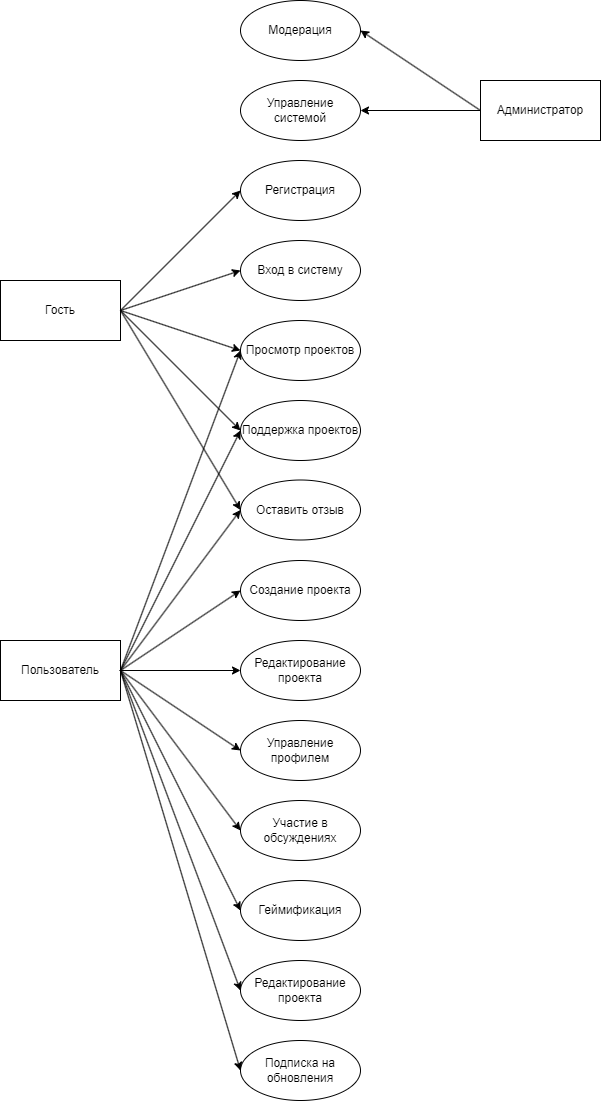 Модерация
Управление
системой
Администратор
Регистрация
Вход в систему
Гость
Просмотр проектов
Поддержка проектов
Оставить отзыв
Создание проекта
Пользователь
Редактирование
проекта
Управление
профилем
Участие в
обсуждениях
Геймификация
Редактирование
проекта
Подписка на
обновления